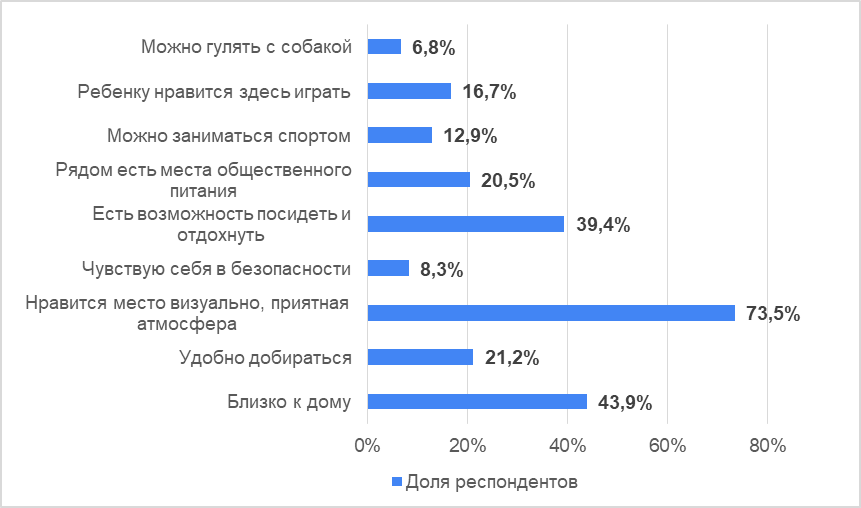 Можно гулять с собакой
6,8%
Ребенку нравится здесь играть
16,7%
Можно заниматься спортом
12,9%
Рядом есть места общественного
питания
20,5%
Есть возможность посидеть и
отдохнуть
39,4%
Чувствую себя в безопасности
8,3%
Нравится место визуально, приятная
атмосфера
73,5%
Удобно добираться
21,2%
Близко к дому
43,9%
0% 20% 40% 60% 80%
Доля респондентов